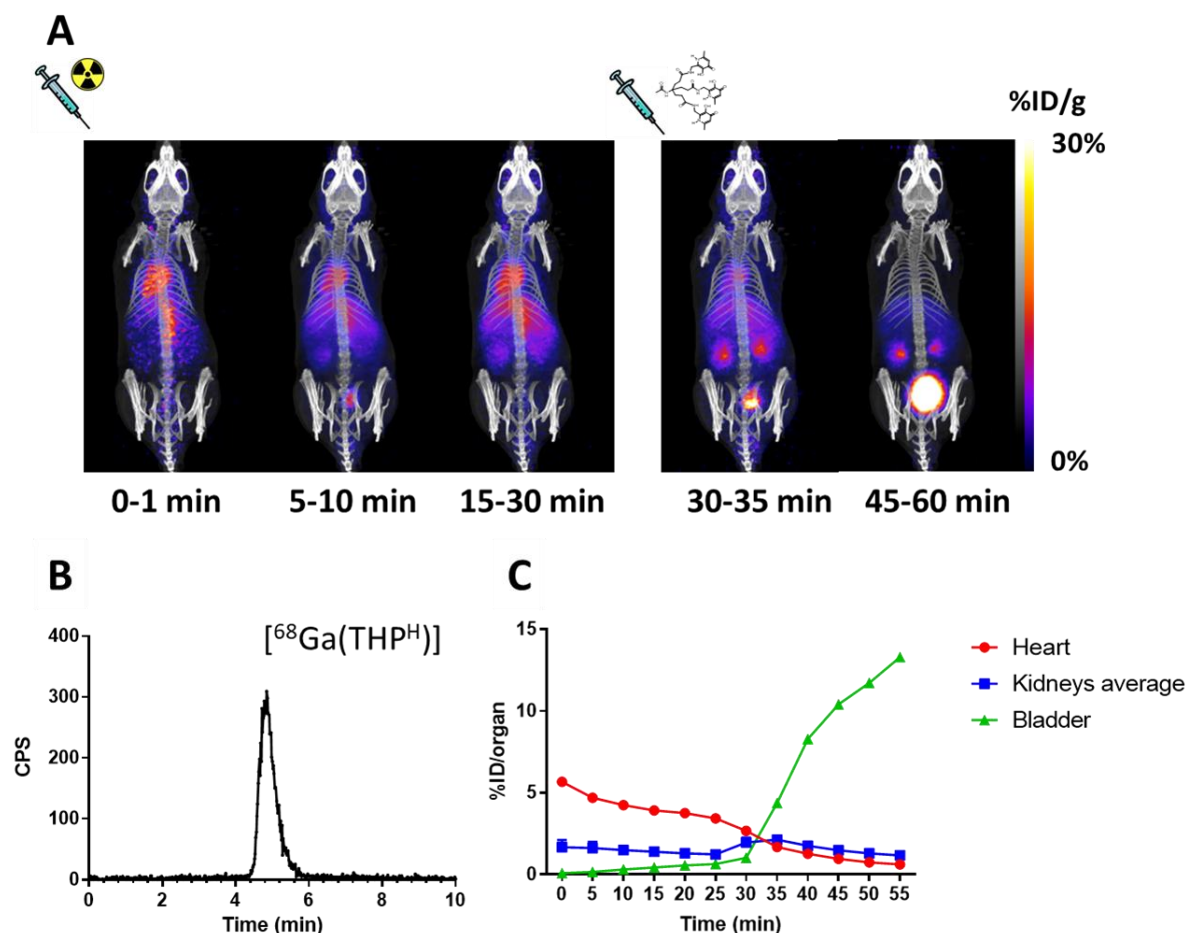 A
%ID/g
30%
0%
0-1 min
5-10 min
15-30 min
30-35 min
45-60 min
B
[⁶⁸Ga(THPᴴ)]
400
300
200
100
0
CPS
0 2 4 6 8 10
Time (min)
C
15
10
5
0
%ID/organ
0 5 10 15 20 25 30 35 40 45 50 55
Time (min)
Heart
Kidneys average
Bladder